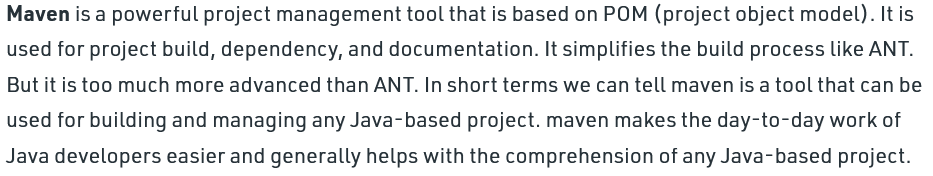 Maven is a powerful project management tool that is based on POM (project object model). It is
used for project build, dependency, and documentation. It simplifies the build process like ANT.
But it is too much more advanced than ANT. In short terms we can tell maven is a tool that can be
used for building and managing any Java-based project. maven makes the day-to-day work of
Java developers easier and generally helps with the comprehension of any Java-based project.